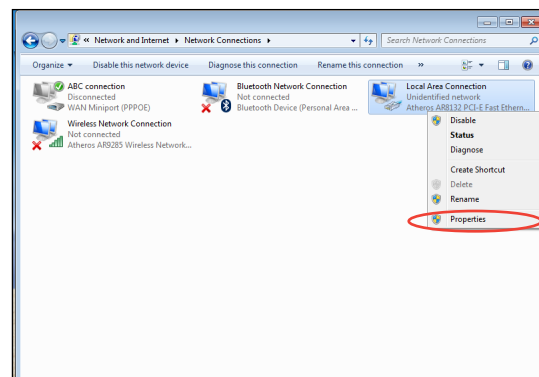 « Network and Internet ▸ Network Connections ▸
Search Network Connections
Organize ▼ Disable this network device Diagnose this connection Rename this connection »
ABC connection
Disconnected
WAN Miniport (PPPOE)
Bluetooth Network Connection
Not connected
Bluetooth Device (Personal Area ...
Local Area Connection
Unidentified network
Atheros AR8132 PCI-E Fast Ethern...
Wireless Network Connection
Not connected
Atheros AR9285 Wireless Network...
Disable
Status
Diagnose
Create Shortcut
Delete
Rename
Properties